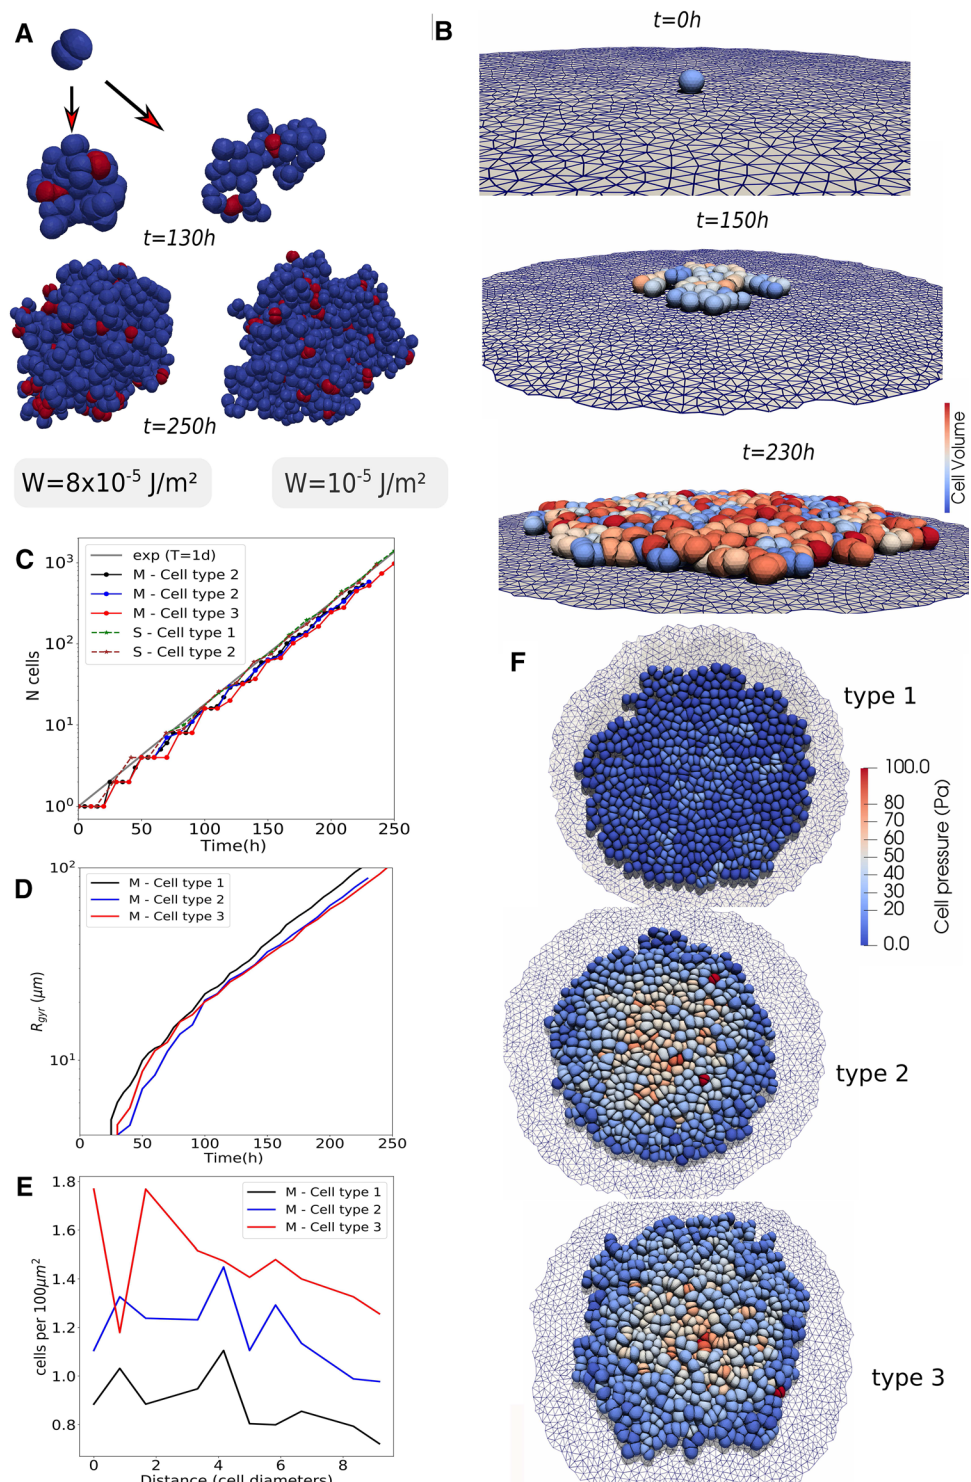 A
B
t=0h
t=130h
t=150h
t=250h
W=8x10⁻⁵ J/m²
W=10⁻⁵ J/m²
t=230h
Cell Volume
C
exp (T=1d)
M - Cell type 2
M - Cell type 2
M - Cell type 3
S - Cell type 1
S - Cell type 2
N cells
10³
10²
10¹
10⁰
0
50
100
150
200
250
Time(h)
D
M - Cell type 1
M - Cell type 2
M - Cell type 3
R_gyr (μm)
10²
10¹
0
50
100
150
200
250
Time(h)
E
M - Cell type 1
M - Cell type 2
M - Cell type 3
cells per 100μm²
1.8
1.6
1.4
1.2
1.0
0.8
0
2
4
6
8
Distance (cell diameters)
F
type 1
100.0
80
70
60
50
40
30
20
0.0
Cell pressure (Pa)
type 2
type 3